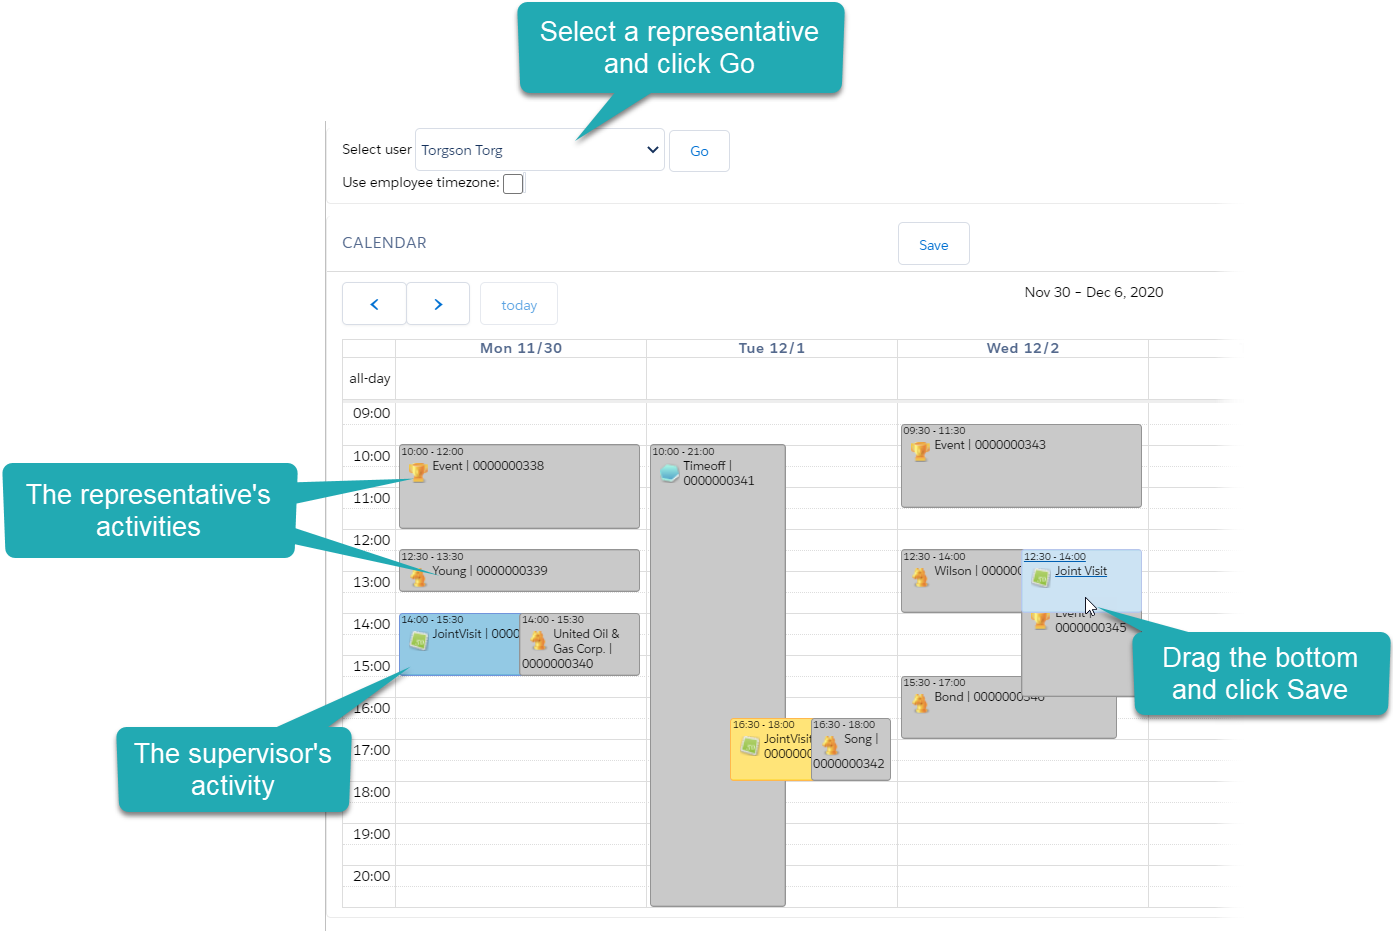 Select a representative
and click Go
Select user
Torgson Torg
Go
Use employee timezone:
CALENDAR
Save
today
Nov 30 – Dec 6, 2020
Mon 11/30
Tue 12/1
Wed 12/2
all-day
09:00
10:00
11:00
12:00
13:00
14:00
15:00
16:00
17:00
18:00
19:00
20:00
10:00 - 12:00
Event | 0000000338
12:30 - 13:30
Young | 0000000339
14:00 - 15:30
JointVisit | 0000
14:00 - 15:30
United Oil &
Gas Corp. |
0000000340
10:00 - 21:00
Timeoff |
0000000341
16:30 - 18:00
JointVisit
000000
16:30 - 18:00
Song |
0000000342
09:30 - 11:30
Event | 0000000343
12:30 - 14:00
Wilson | 00000
12:30 - 14:00
Joint Visit
Event |
0000000345
15:30 - 17:00
Bond | 0000000346
The representative's
activities
The supervisor's
activity
Drag the bottom
and click Save